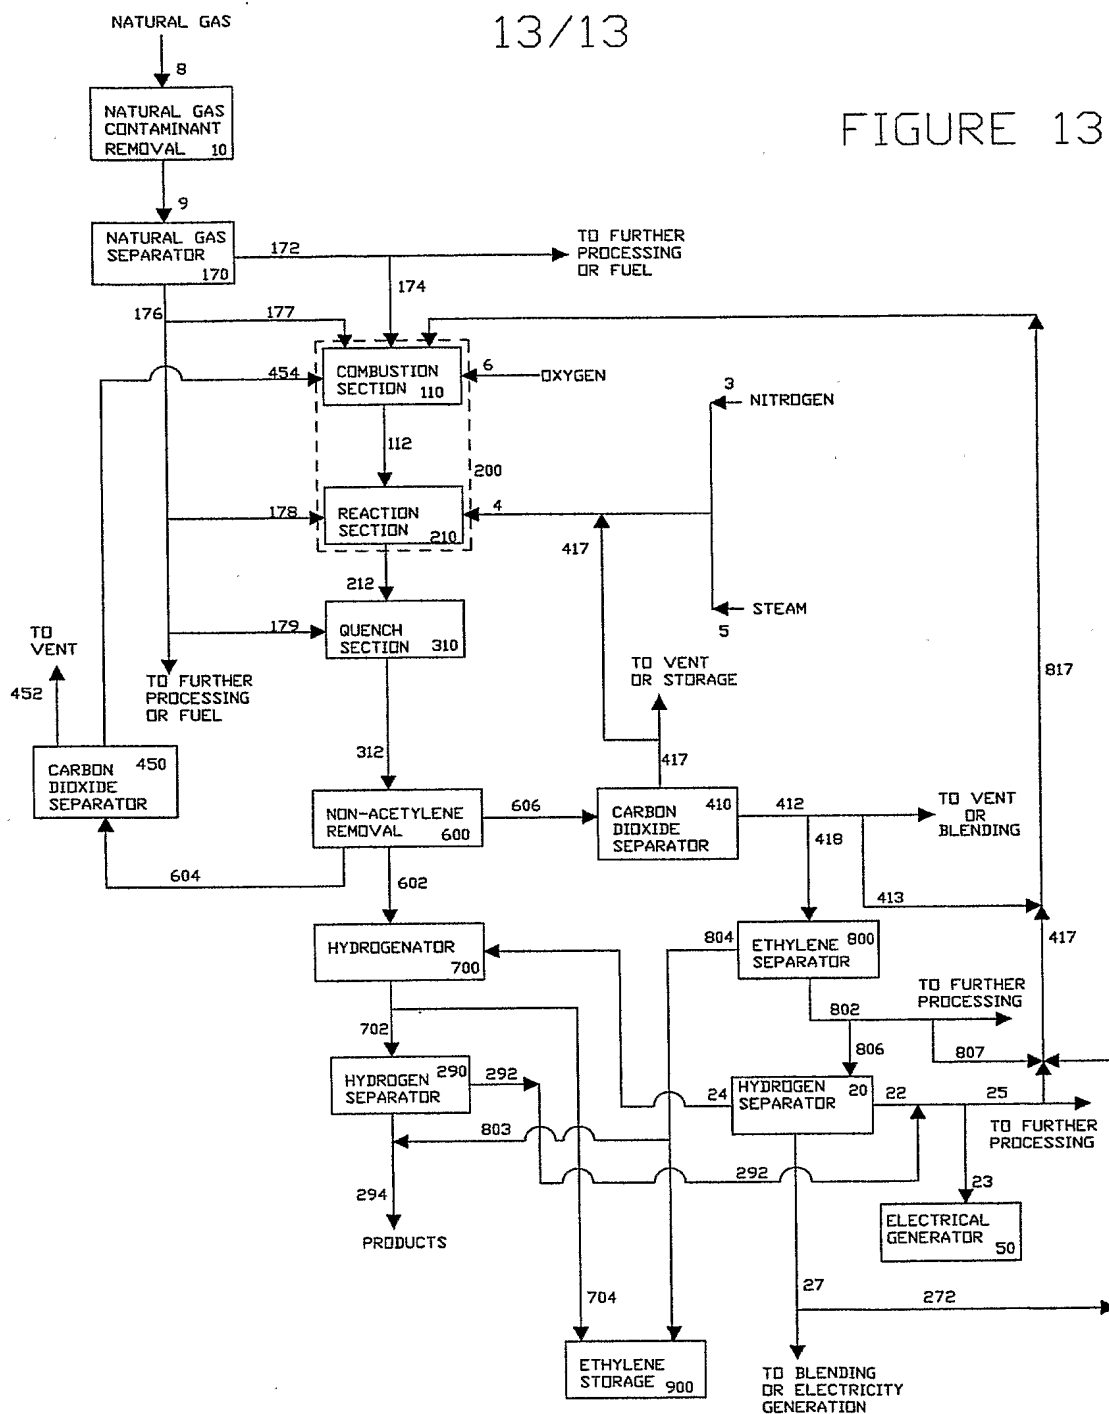 13/13
NATURAL GAS
8
FIGURE 13
NATURAL GAS
CONTAMINANT
REMOVAL 10
9
NATURAL GAS
SEPARATOR
170
172
TO FURTHER
PROCESSING
OR FUEL
174
176
177
COMBUSTION
SECTION
110
454
6
OXYGEN
3
NITROGEN
112
200
REACTION
SECTION
210
178
4
417
212
STEAM
5
QUENCH
SECTION
310
179
TO
VENT
452
TO FURTHER
PROCESSING
OR FUEL
TO VENT
OR STORAGE
817
312
417
CARBON
DIOXIDE
SEPARATOR
450
NON-ACETYLENE
REMOVAL
600
606
CARBON
DIOXIDE
SEPARATOR
410
412
TO VENT
OR
BLENDING
418
604
602
413
HYDROGENATOR
700
804
ETHYLENE
SEPARATOR
800
417
TO FURTHER
PROCESSING
802
702
806
807
HYDROGEN
SEPARATOR
290
292
24
HYDROGEN
SEPARATOR
20
22
25
803
TO FURTHER
PROCESSING
292
294
23
PRODUCTS
ELECTRICAL
GENERATOR
50
27
272
704
ETHYLENE
STORAGE
900
TO BLENDING
OR ELECTRICITY
GENERATION